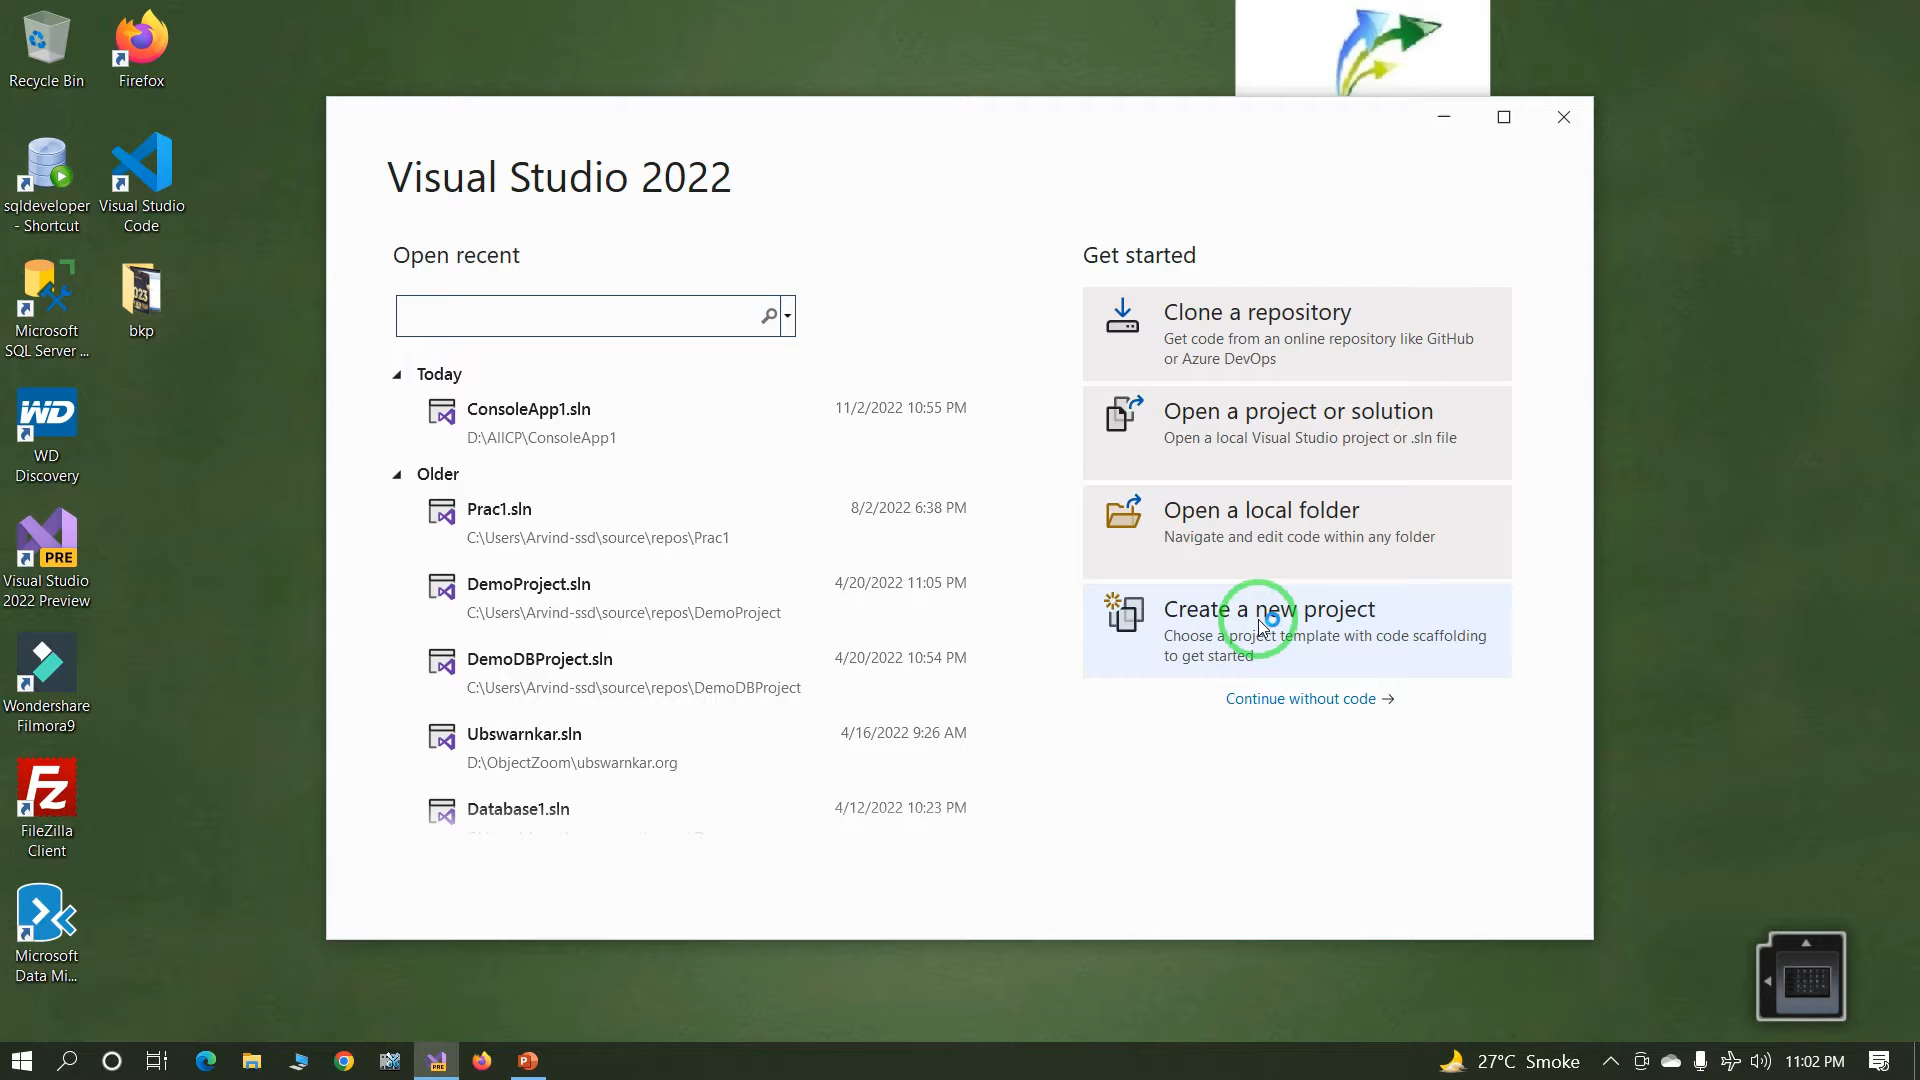 Recycle Bin
Firefox
sqldeveloper
- Shortcut
Visual Studio
Code
Microsoft
SQL Server ...
bkp
WD
WD
Discovery
PRE
Visual Studio
2022 Preview
Wondershare
Filmora9
Fz
FileZilla
Client
Microsoft
Data Mi...
Visual Studio 2022
Open recent
Today
ConsoleApp1.sln
11/2/2022 10:55 PM
D:\AllCP\ConsoleApp1
Older
Prac1.sln
8/2/2022 6:38 PM
C:\Users\Arvind-ssd\source\repos\Prac1
DemoProject.sln
4/20/2022 11:05 PM
C:\Users\Arvind-ssd\source\repos\DemoProject
DemoDBProject.sln
4/20/2022 10:54 PM
C:\Users\Arvind-ssd\source\repos\DemoDBProject
Ubswarnkar.sln
4/16/2022 9:26 AM
D:\ObjectZoom\ubswarnkar.org
Database1.sln
4/12/2022 10:23 PM
Get started
Clone a repository
Get code from an online repository like GitHub
or Azure DevOps
Open a project or solution
Open a local Visual Studio project or .sln file
Open a local folder
Navigate and edit code within any folder
Create a new project
Choose a project template with code scaffolding
to get started
Continue without code →
27°C Smoke
11:02 PM